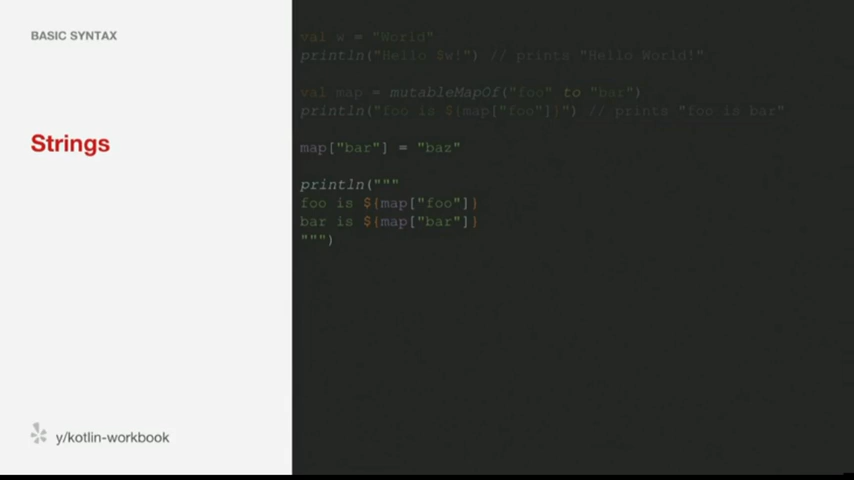 BASIC SYNTAX
Strings
val w = "World"
println("Hello $w!") // prints "Hello World!"
val map = mutableMapOf("foo" to "bar")
println("foo is ${map["foo"]}") // prints "foo is bar"
map["bar"] = "baz"
println("""
foo is ${map["foo"]}
bar is ${map["bar"]}
""")
y/kotlin-workbook